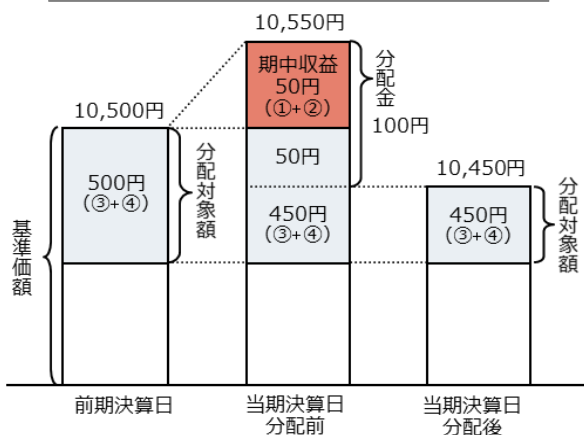 10,550円
期中収益
50円
(①+②)
分配金
100円
10,500円
500円
(③+④)
分配対象額
50円
450円
(③+④)
10,450円
450円
(③+④)
分配対象額
基準価額
前期決算日
当期決算日
分配前
当期決算日
分配後